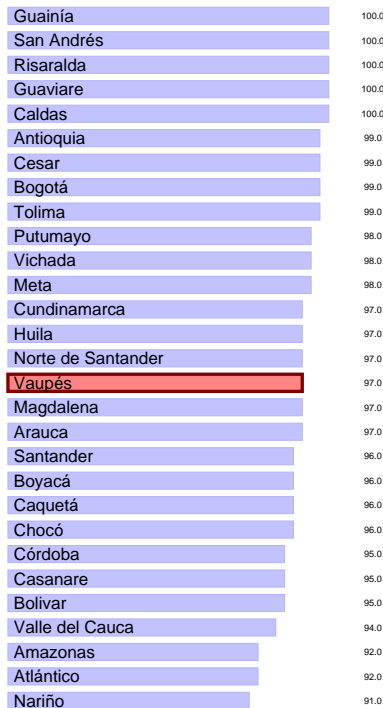 Guainía 100.0
San Andrés 100.0
Risaralda 100.0
Guaviare 100.0
Caldas 100.0
Antioquia 99.0
Cesar 99.0
Bogotá 99.0
Tolima 99.0
Putumayo 98.0
Vichada 98.0
Meta 98.0
Cundinamarca 97.0
Huila 97.0
Norte de Santander 97.0
Vaupés 97.0
Magdalena 97.0
Arauca 97.0
Santander 96.0
Boyacá 96.0
Caquetá 96.0
Chocó 96.0
Córdoba 95.0
Casanare 95.0
Bolivar 95.0
Valle del Cauca 94.0
Amazonas 92.0
Atlántico 92.0
Nariño 91.0